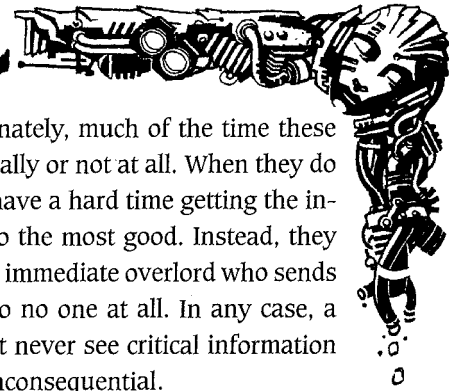 nately, much of the time these
ally or not at all. When they do
have a hard time getting the in-
o the most good. Instead, they
immediate overlord who sends
o no one at all. In any case, a
t never see critical information
nconsequential.